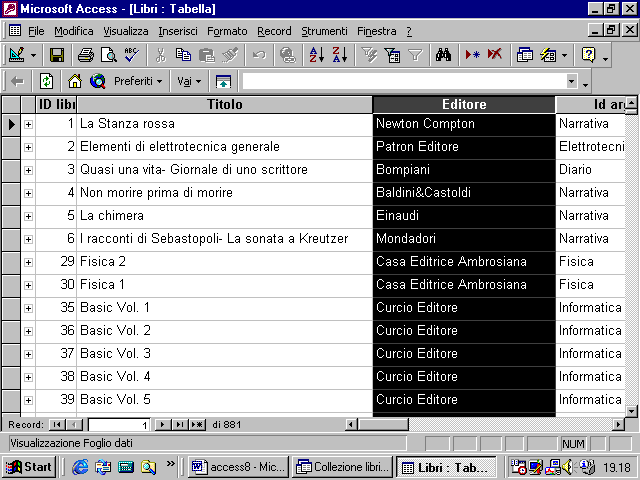 Microsoft Access - [Libri : Tabella]
File Modifica Visualizza Inserisci Formato Record Strumenti Finestra ?
Preferiti Vai
ID libr Titolo Editore Id arg
1 La Stanza rossa Newton Compton Narrativa
2 Elementi di elettrotecnica generale Patron Editore Elettrotecni
3 Quasi una vita- Giornale di uno scrittore Bompiani Diario
4 Non morire prima di morire Baldini&Castoldi Narrativa
5 La chimera Einaudi Narrativa
6 I racconti di Sebastopoli- La sonata a Kreutzer Mondadori Narrativa
29 Fisica 2 Casa Editrice Ambrosiana Fisica
30 Fisica 1 Casa Editrice Ambrosiana Fisica
35 Basic Vol. 1 Curcio Editore Informatica
36 Basic Vol. 2 Curcio Editore Informatica
37 Basic Vol. 3 Curcio Editore Informatica
38 Basic Vol. 4 Curcio Editore Informatica
39 Basic Vol. 5 Curcio Editore Informatica
Record: 1 di 881
Visualizzazione Foglio dati NUM
Start » access8 - Mic... Collezione libri... Libri : Tab... 19.18